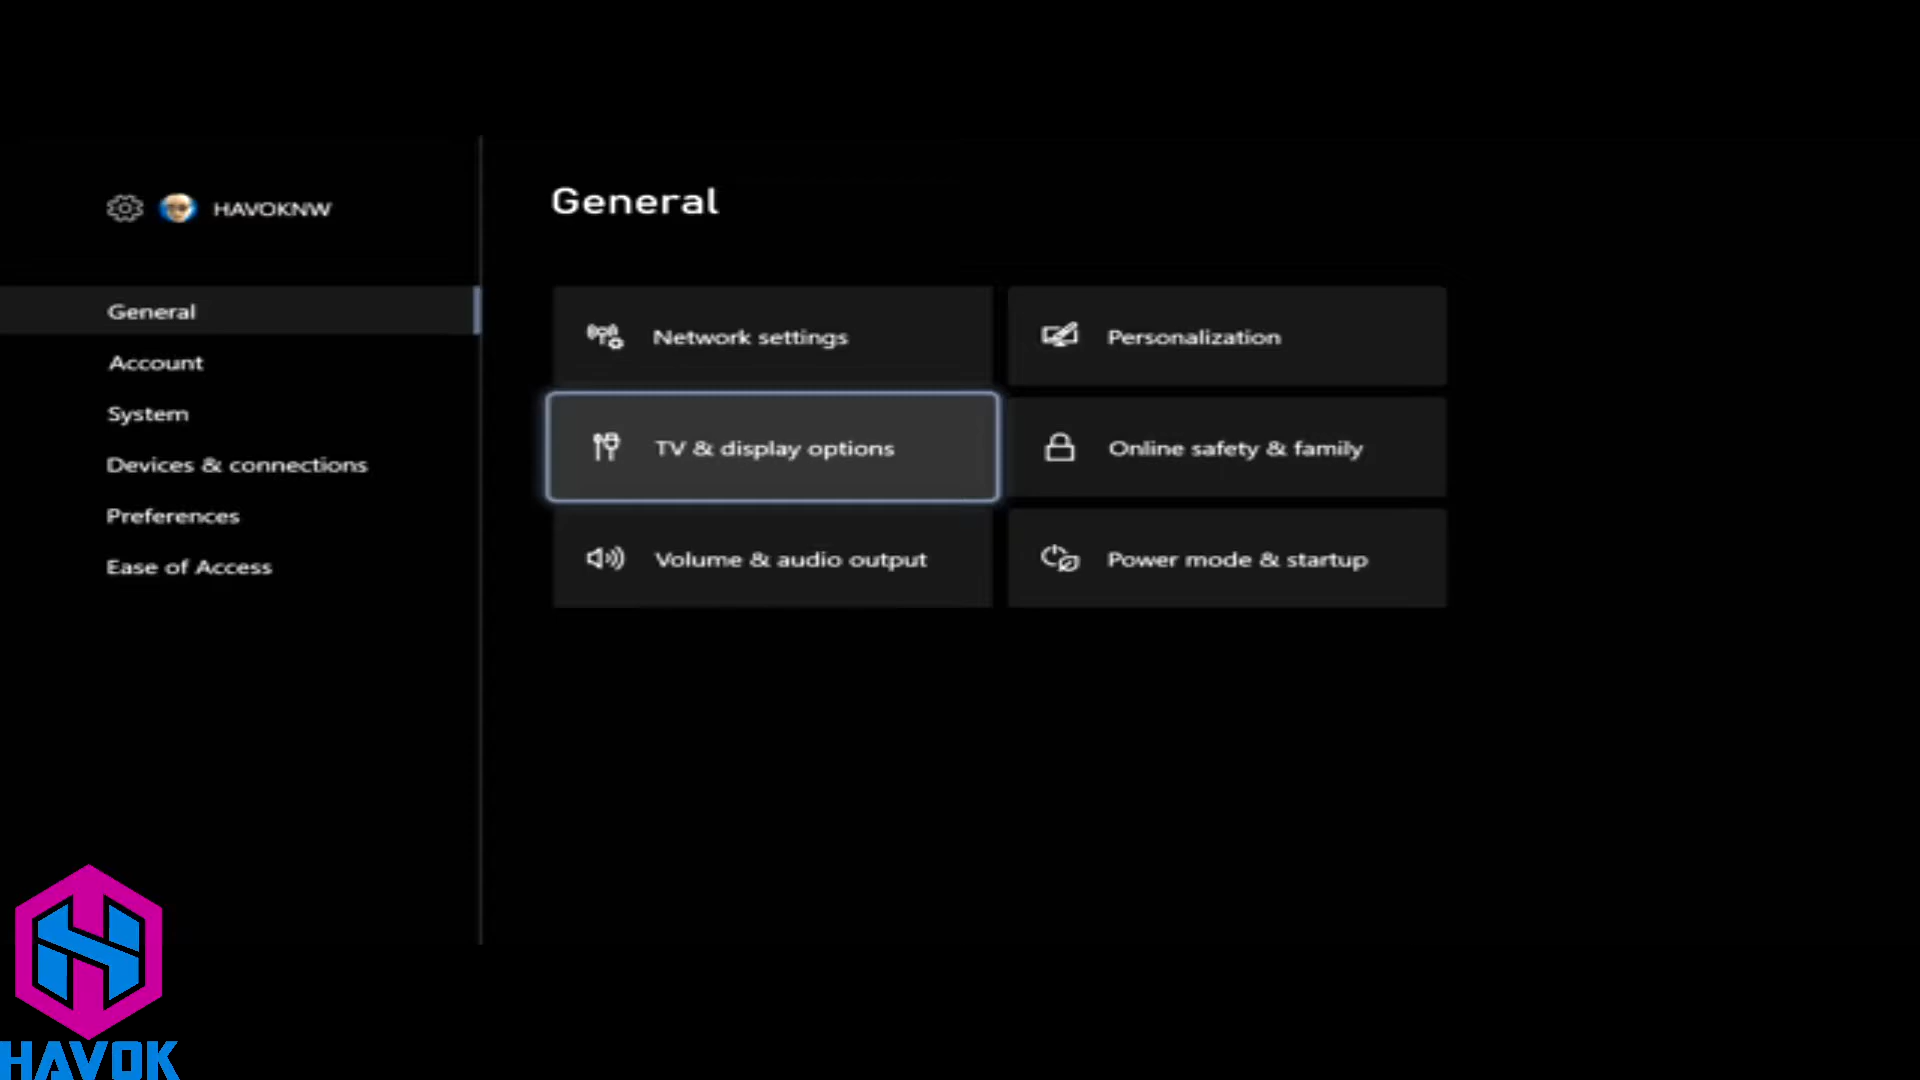 HAVOKNW
General
Account
System
Devices & connections
Preferences
Ease of Access
General
Network settings
Personalization
TV & display options
Online safety & family
Volume & audio output
Power mode & startup
HAVOK